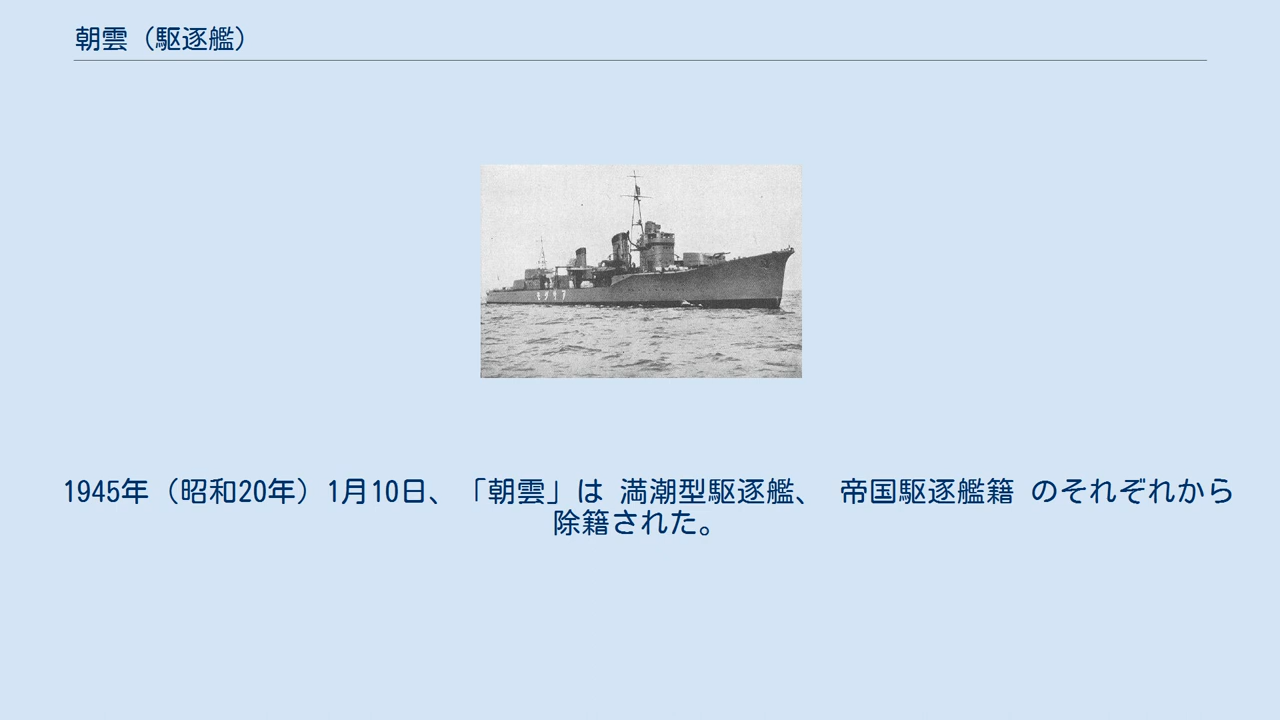 朝雲（駆逐艦）
1945年（昭和20年）1月10日、「朝雲」は 満潮型駆逐艦、 帝国駆逐艦籍 のそれぞれから
除籍された。